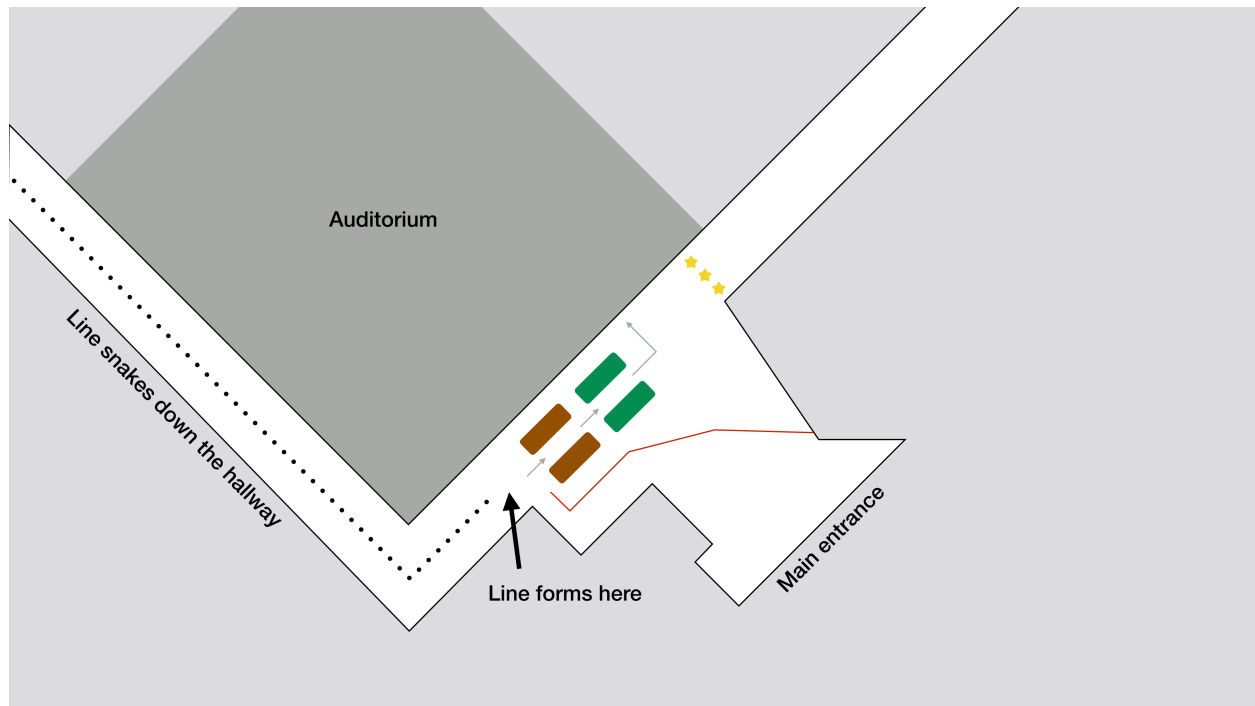 Auditorium
Line snakes down the hallway
Main entrance
Line forms here